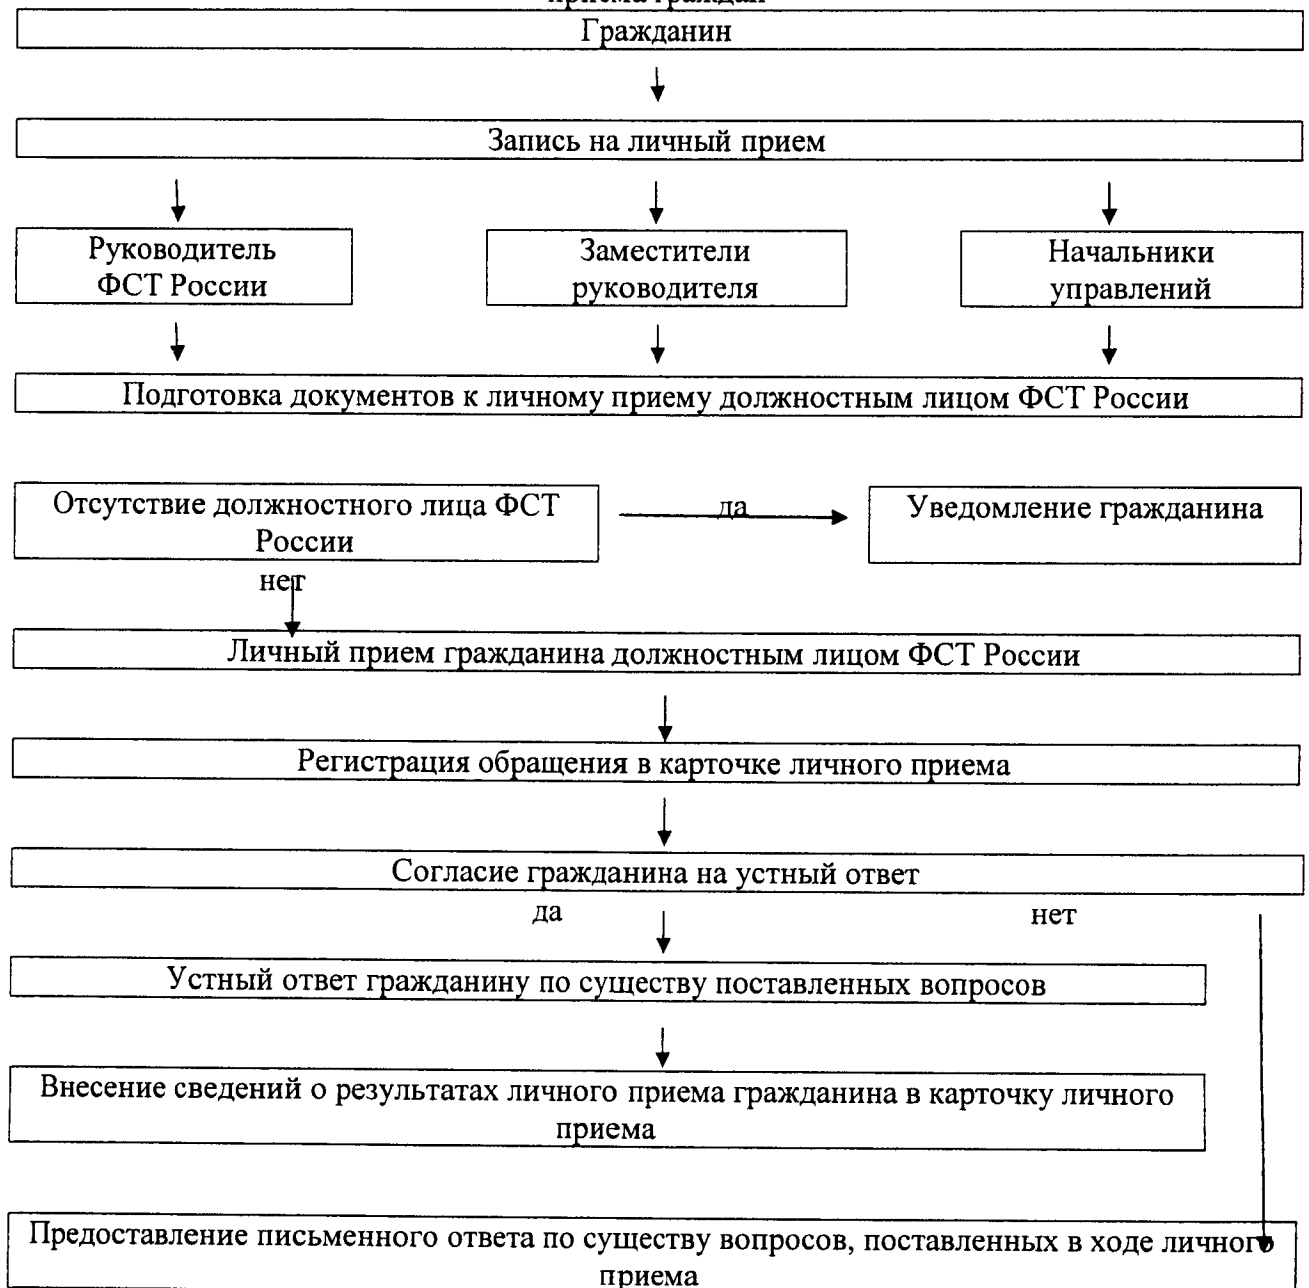 приема граждан
Гражданин
Запись на личный прием
Руководитель
ФСТ России
Заместители
руководителя
Начальники
управлений
Подготовка документов к личному приему должностным лицом ФСТ России
Отсутствие должностного лица ФСТ
России
да
Уведомление гражданина
нет
Личный прием гражданина должностным лицом ФСТ России
Регистрация обращения в карточке личного приема
Согласие гражданина на устный ответ
да
нет
Устный ответ гражданину по существу поставленных вопросов
Внесение сведений о результатах личного приема гражданина в карточку личного
приема
Предоставление письменного ответа по существу вопросов, поставленных в ходе личного
приема